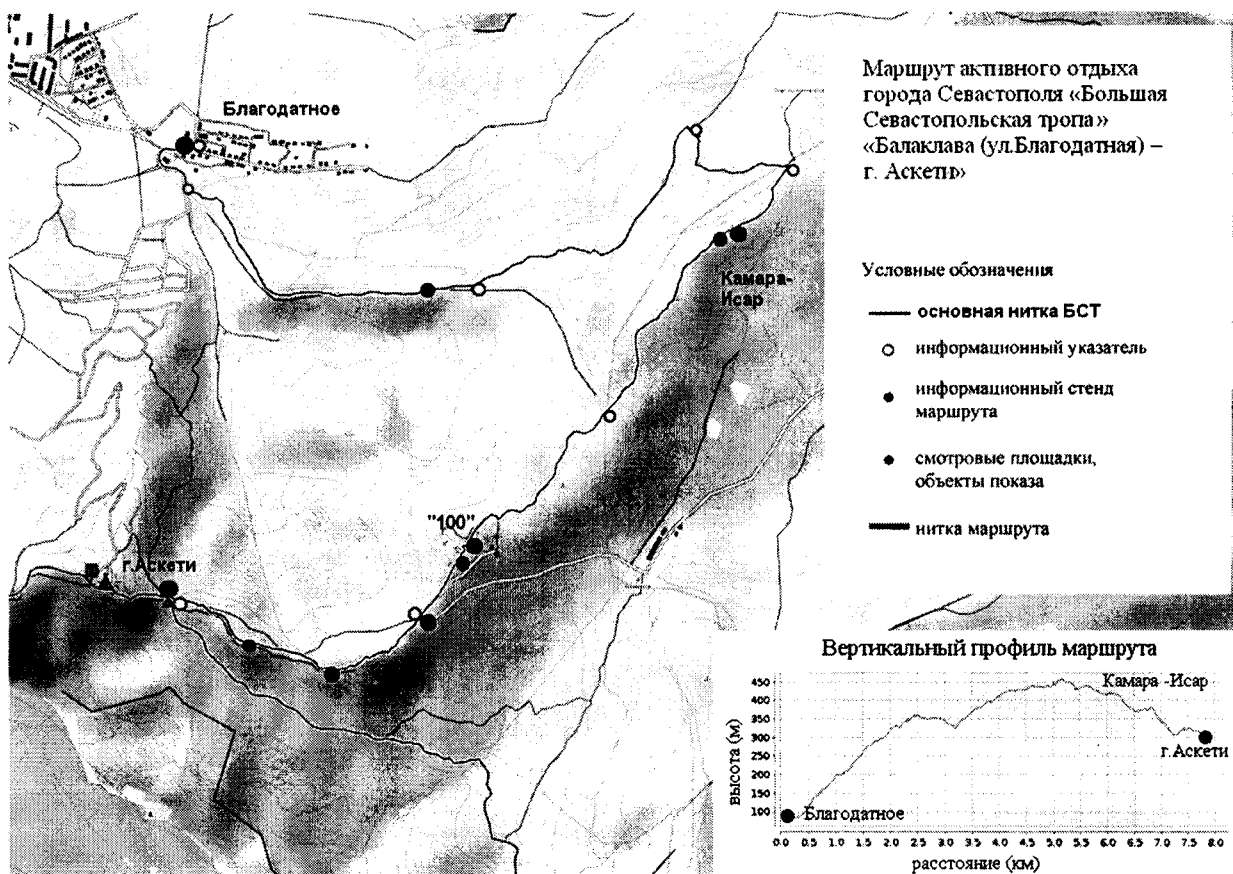 Маршрут активного отдыха
города Севастополя «Большая
Севастопольская тропа»
«Балаклава (ул.Благодатная) –
г. Аскети»
Благодатное
Условные обозначения
основная нитка БСТ
информационный указатель
информационный стенд
маршрута
смотровые площадки,
объекты показа
нитка маршрута
Камара-
Исар
"100"
г.Аскети
Вертикальный профиль маршрута
Камара -Исар
г.Аскети
Благодатное
высота (м)
450
400
350
300
250
200
150
100
0.0 0.5 1.0 1.5 2.0 2.5 3.0 3.5 4.0 4.5 5.0 5.5 6.0 6.5 7.0 7.5 8.0
расстояние (км)